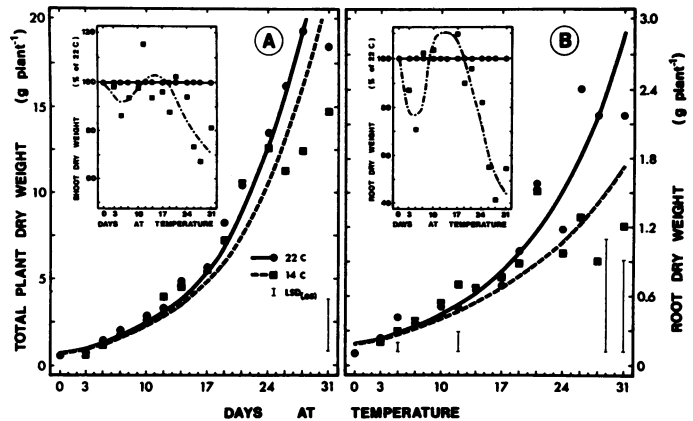 TOTAL PLANT DRY WEIGHT (g plant⁻¹)
20
15
10
5
0
0 3 10 17 24 31
A
SHOOT DRY WEIGHT (% of 22 C)
120
100
80
60
0 3 10 17 24 31
DAYS AT TEMPERATURE
22 C
14 C
LSD(.05)
B
ROOT DRY WEIGHT (% of 22 C)
100
80
60
40
0 3 10 17 24 31
DAYS AT TEMPERATURE
0 3 10 17 24 31
3.0
2.4
1.8
1.2
0.6
0
ROOT DRY WEIGHT (g plant⁻¹)
DAYS AT TEMPERATURE